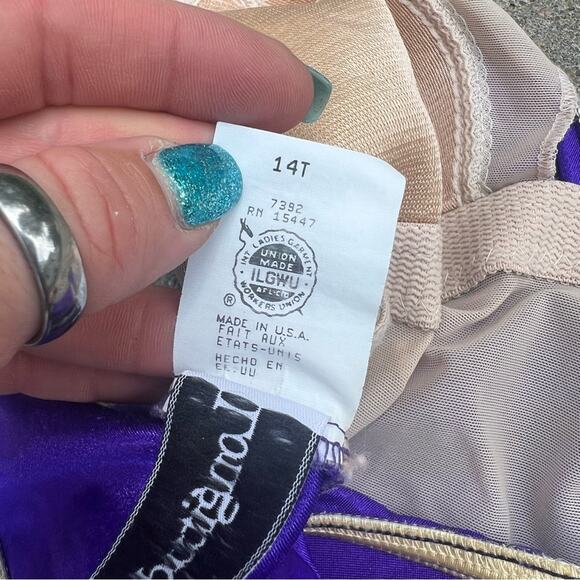 14T
7392
RN 15447
INT. LADIES GARMENT
UNION
MADE
ILGWU
AFL-CIO
WORKERS UNION
®
MADE IN U.S.A.
FAIT AUX
ETATS-UNIS
HECHO EN
EE.UU